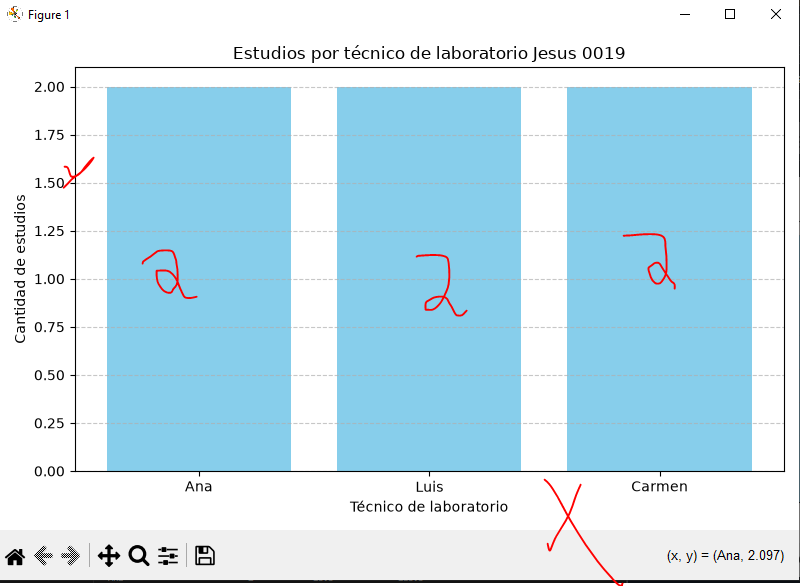 Figure 1
Estudios por técnico de laboratorio Jesus 0019
2.00
1.75
1.50
1.25
1.00
0.75
0.50
0.25
0.00
Cantidad de estudios
2 2 2
Ana Luis Carmen
Técnico de laboratorio
X
(x, y) = (Ana, 2.097)